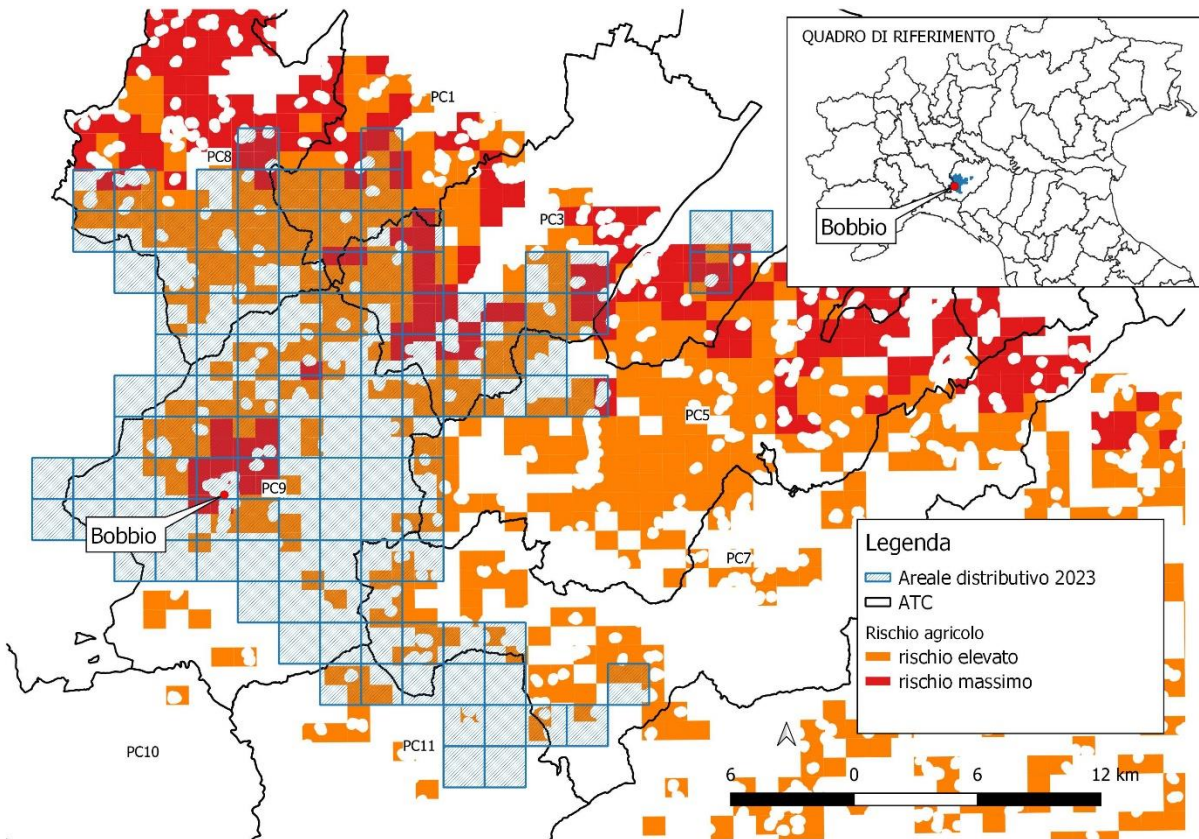 QUADRO DI RIFERIMENTO
Bobbio
PC1
PC8
PC3
PC5
PC9
Bobbio
PC7
PC10
PC11
Legenda
Areale distributivo 2023
ATC
Rischio agricolo
rischio elevato
rischio massimo
6 0 6 12 km